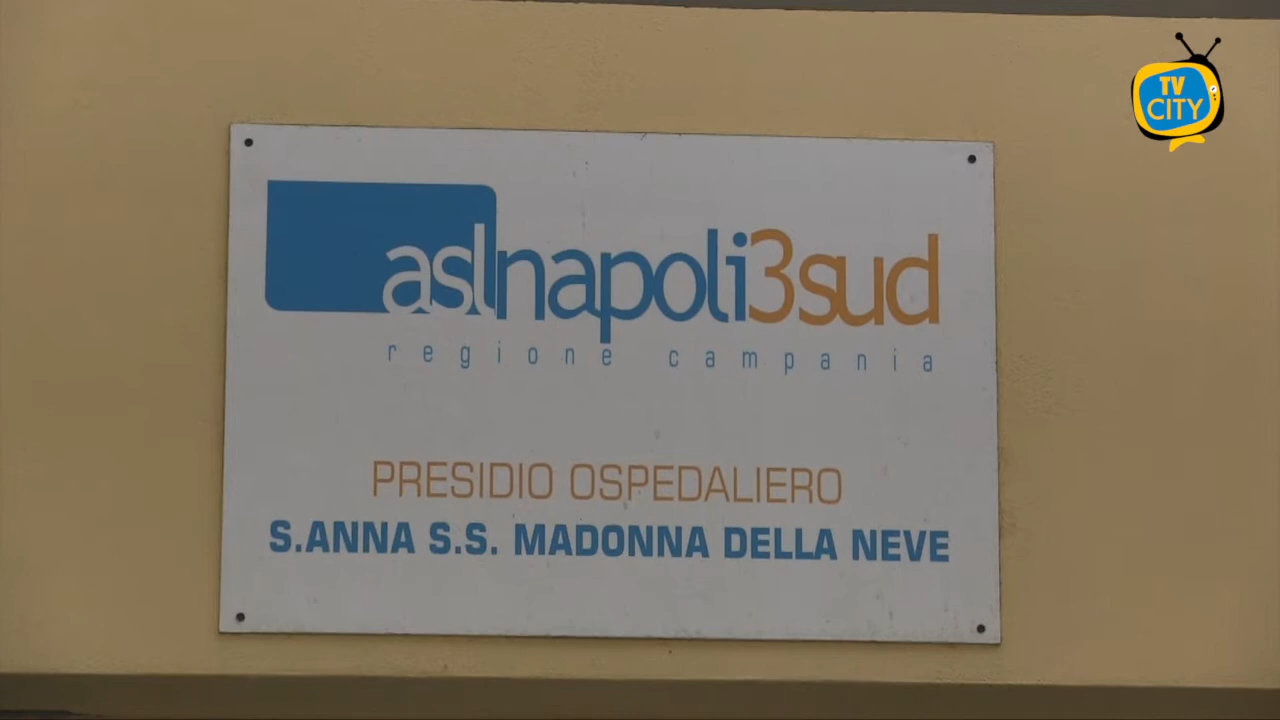 TV
CITY
aslnapoli3sud
regione campania
PRESIDIO OSPEDALIERO
S.ANNA S.S. MADONNA DELLA NEVE